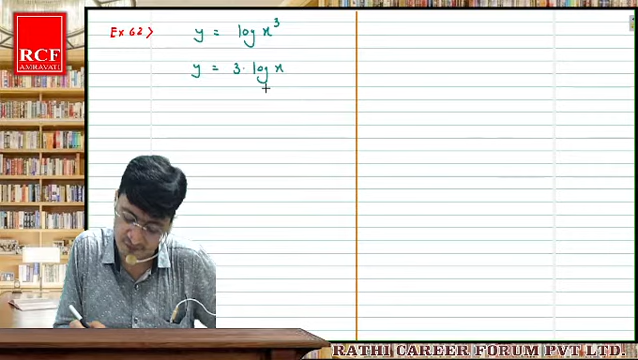 Ex 62>
y = log x³
y = 3. log x
RCF
AMRAVATI
RATHI CAREER FORUM PVT LTD.